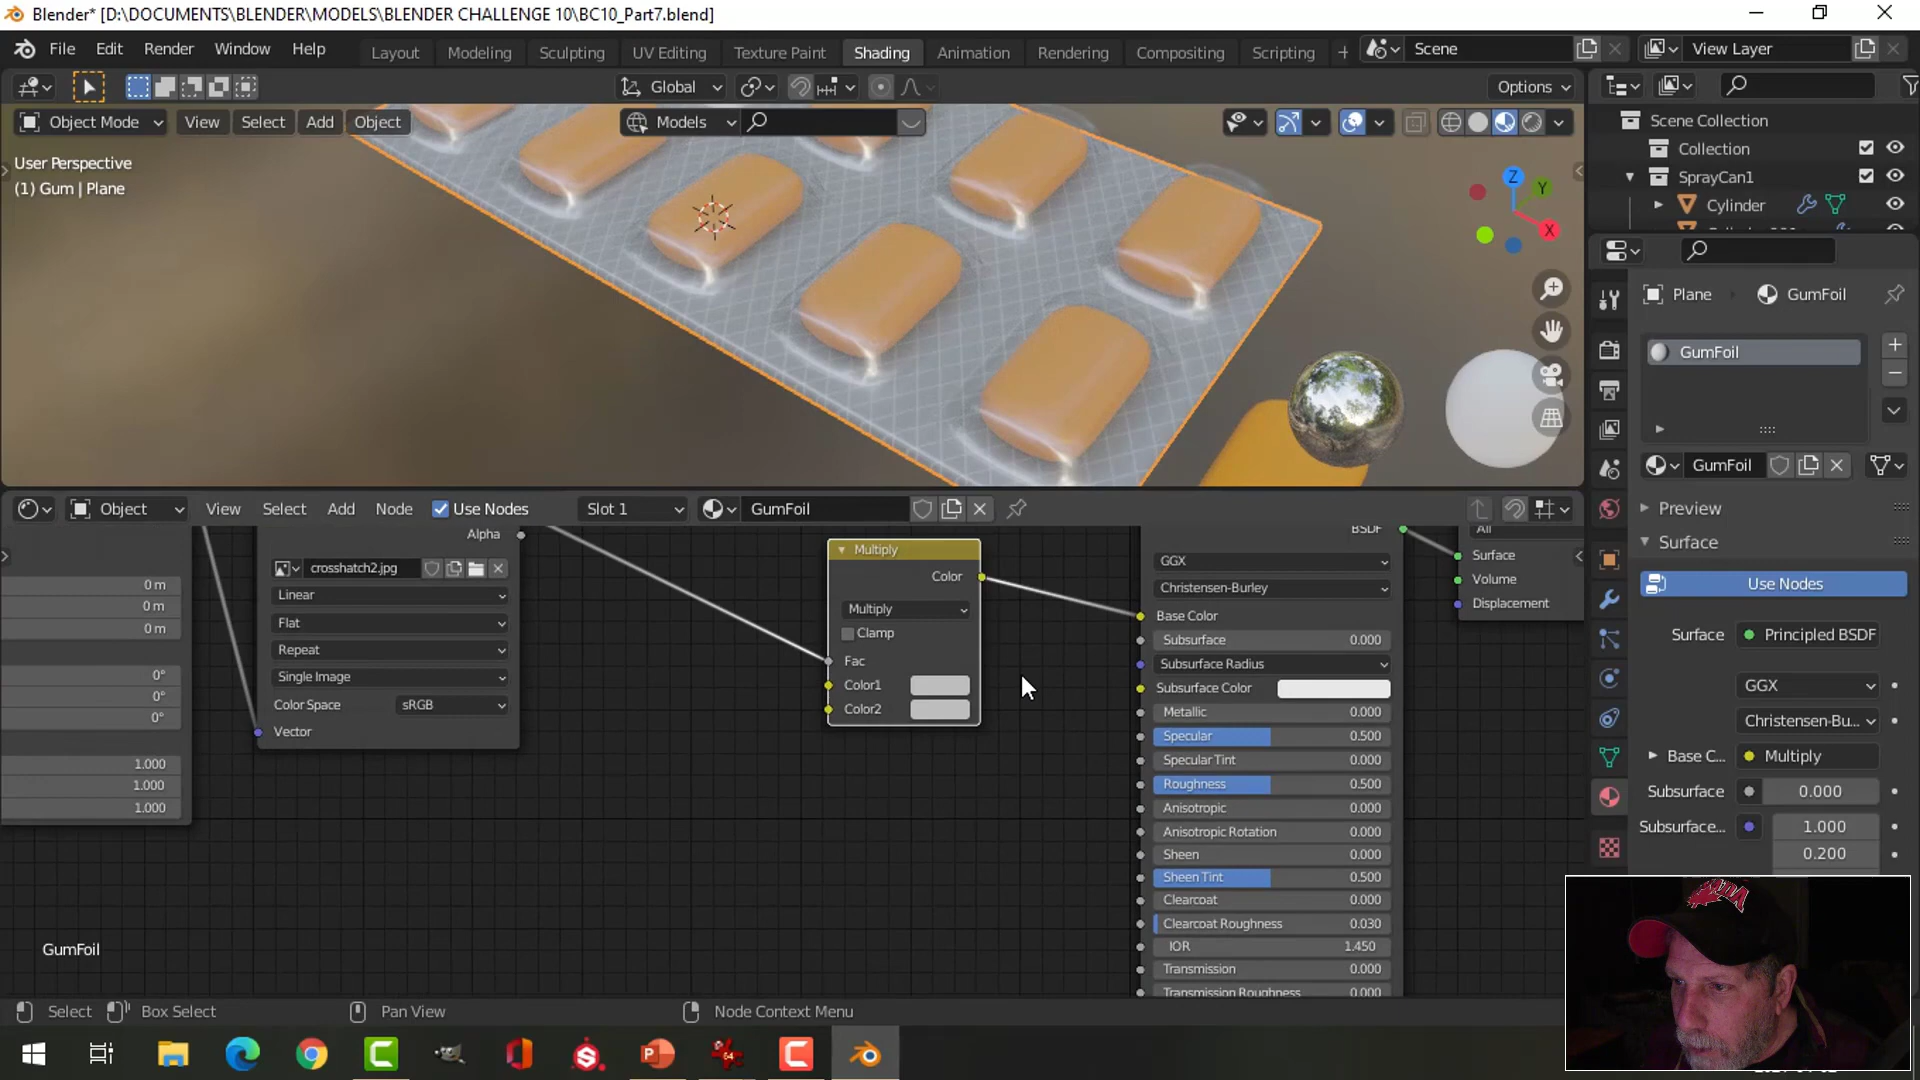 Blender* [D:\DOCUMENTS\BLENDER\MODELS\BLENDER CHALLENGE 10\BC10_Part7.blend]
File Edit Render Window Help
Layout Modeling Sculpting UV Editing Texture Paint Shading Animation Rendering Compositing Scripting + Scene View Layer
Global Options
Object Mode View Select Add Object Models
User Perspective
(1) Gum | Plane
Z
Y
X
Scene Collection
Collection
SprayCan1
Cylinder
Plane GumFoil
GumFoil
GumFoil
Preview
Surface
Use Nodes
Surface Principled BSDF
GGX
Christensen-Bu...
Base C... Multiply
Subsurface 0.000
Subsurface... 1.000
0.200
Object View Select Add Node Use Nodes Slot 1 GumFoil
0 m
0 m
0 m
0°
0°
0°
1.000
1.000
1.000
Alpha
crosshatch2.jpg
Linear
Flat
Repeat
Single Image
Color Space sRGB
Vector
Multiply
Color
Multiply
Clamp
Fac
Color1
Color2
BSDF
GGX
Christensen-Burley
Base Color
Subsurface 0.000
Subsurface Radius
Subsurface Color
Metallic 0.000
Specular 0.500
Specular Tint 0.000
Roughness 0.500
Anisotropic 0.000
Anisotropic Rotation 0.000
Sheen 0.000
Sheen Tint 0.500
Clearcoat 0.000
Clearcoat Roughness 0.030
IOR 1.450
Transmission 0.000
Transmission Roughness 0.000
All
Surface
Volume
Displacement
GumFoil
Select Box Select Pan View Node Context Menu